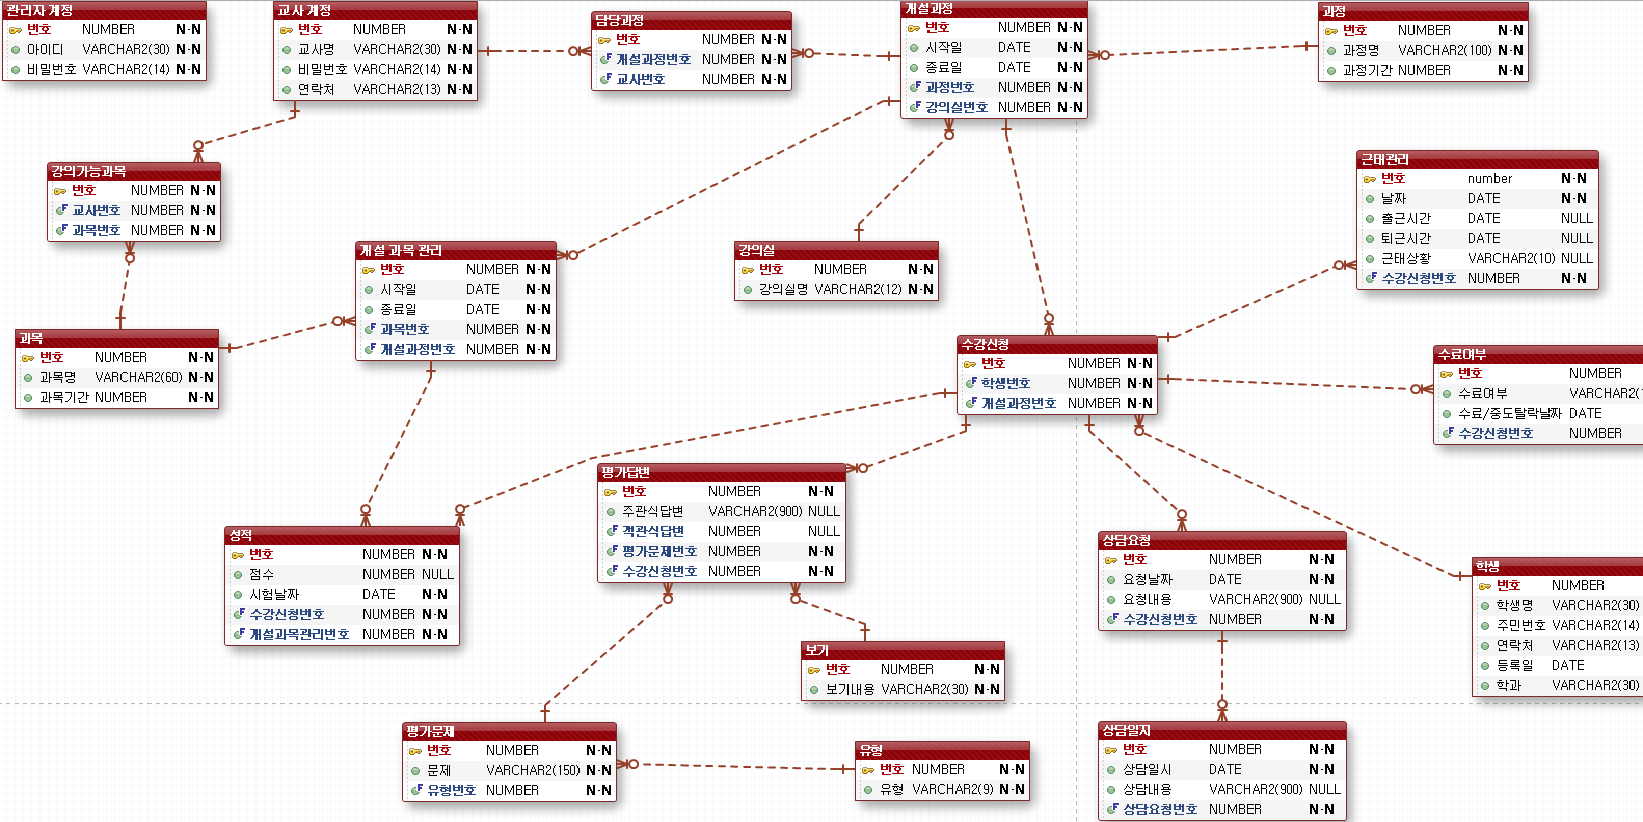 관리자 계정
번호 NUMBER N-N
아이디 VARCHAR2(30) N-N
비밀번호 VARCHAR2(14) N-N
교사 계정
번호 NUMBER N-N
교사명 VARCHAR2(30) N-N
비밀번호 VARCHAR2(14) N-N
연락처 VARCHAR2(13) N-N
담당과정
번호 NUMBER N-N
개설과정번호 NUMBER N-N
교사번호 NUMBER N-N
개설과정
번호 NUMBER N-N
시작일 DATE N-N
종료일 DATE N-N
과정번호 NUMBER N-N
강의실번호 NUMBER N-N
과정
번호 NUMBER N-N
과정명 VARCHAR2(100) N-N
과정기간 NUMBER N-N
강의가능과목
번호 NUMBER N-N
교사번호 NUMBER N-N
과목번호 NUMBER N-N
개설 과목 관리
번호 NUMBER N-N
시작일 DATE N-N
종료일 DATE N-N
과목번호 NUMBER N-N
개설과정번호 NUMBER N-N
강의실
번호 NUMBER N-N
강의실명 VARCHAR2(12) N-N
근태관리
번호 number N-N
날짜 DATE N-N
출근시간 DATE NULL
퇴근시간 DATE NULL
근태상황 VARCHAR2(10) NULL
수강신청번호 NUMBER N-N
과목
번호 NUMBER N-N
과목명 VARCHAR2(60) N-N
과목기간 NUMBER N-N
수강신청
번호 NUMBER N-N
학생번호 NUMBER N-N
개설과정번호 NUMBER N-N
수료여부
번호 NUMBER
수료여부 VARCHAR2(
수료/중도탈락날짜 DATE
수강신청번호 NUMBER
평가답변
번호 NUMBER N-N
주관식답변 VARCHAR2(900) NULL
객관식답변 NUMBER NULL
평가문제번호 NUMBER N-N
수강신청번호 NUMBER N-N
성적
번호 NUMBER N-N
점수 NUMBER NULL
시험날짜 DATE N-N
수강신청번호 NUMBER N-N
개설과목관리번호 NUMBER N-N
상담요청
번호 NUMBER N-N
요청날짜 DATE N-N
요청내용 VARCHAR2(900) NULL
수강신청번호 NUMBER N-N
학생
번호 NUMBER
학생명 VARCHAR2(30)
주민번호 VARCHAR2(14)
연락처 VARCHAR2(13)
등록일 DATE
학과 VARCHAR2(30)
보기
번호 NUMBER N-N
보기내용 VARCHAR2(30) N-N
평가문제
번호 NUMBER N-N
문제 VARCHAR2(150) N-N
유형번호 NUMBER N-N
유형
번호 NUMBER N-N
유형 VARCHAR2(9) N-N
상담일지
번호 NUMBER N-N
상담일시 DATE N-N
상담내용 VARCHAR2(900) NULL
상담요청번호 NUMBER N-N